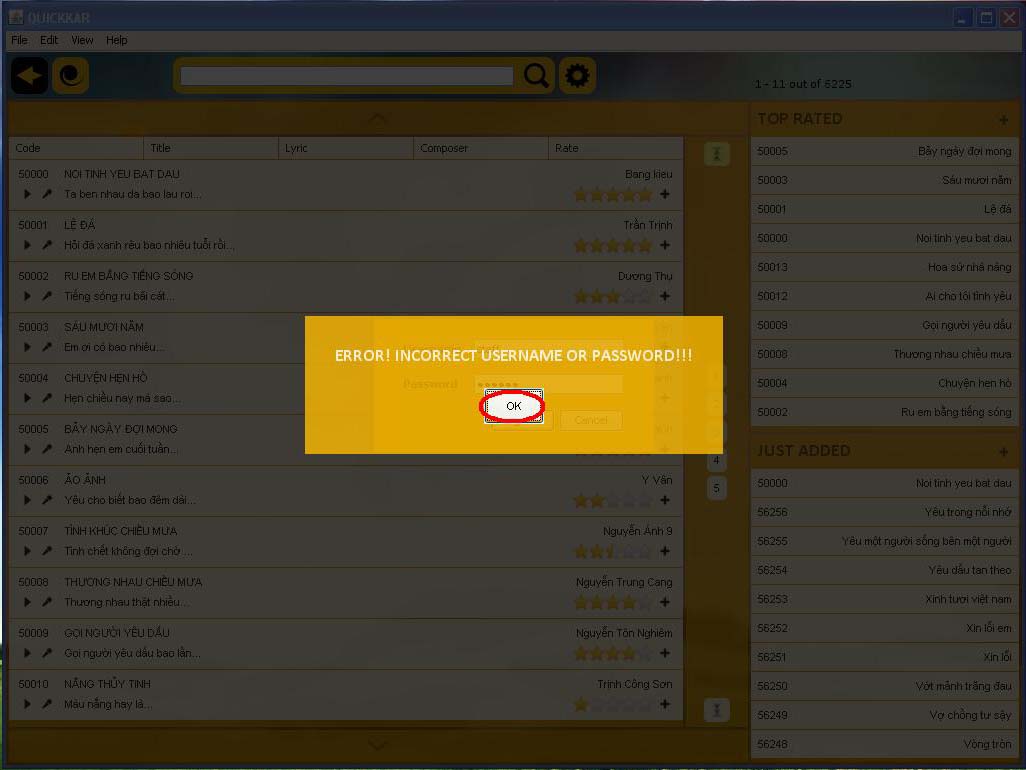 QUICKKAR
File Edit View Help
1 - 11 out of 6225
Code Title Lyric Composer Rate
50000 NOI TINH YEU BAT DAU Bang kieu
Ta ben nhau da bao lau roi...
50001 LỆ ĐÁ Trần Trịnh
Hỏi đá xanh rêu bao nhiêu tuổi rồi...
50002 RU EM BẰNG TIẾNG SÓNG Dương Thụ
Tiếng sóng ru bãi cát...
50003 SÁU MƯƠI NĂM
Em ơi có bao nhiêu...
50004 CHUYỆN HẸN HÒ
Hẹn chiều nay mà sao...
50005 BẢY NGÀY ĐỢI MONG
Anh hẹn em cuối tuần...
50006 ẢO ẢNH Y Vân
Yêu cho biết bao đêm dài...
50007 TÌNH KHÚC CHIỀU MƯA Nguyễn Ánh 9
Tình chết không đợi chờ ...
50008 THƯƠNG NHAU CHIỀU MƯA Nguyễn Trung Cang
Thương nhau thật nhiều...
50009 GỌI NGƯỜI YÊU DẤU Nguyễn Tôn Nghiêm
Gọi người yêu dấu bao lần...
50010 NẮNG THỦY TINH Trịnh Công Sơn
Màu nắng hay là...
ERROR! INCORRECT USERNAME OR PASSWORD!!!
Password
OK
Cancel
4
5
TOP RATED
50005 Bảy ngày đợi mong
50003 Sáu mươi năm
50001 Lệ đá
50000 Noi tinh yeu bat dau
50013 Hoa sứ nhà nàng
50012 Ai cho tôi tình yêu
50009 Gọi người yêu dấu
50008 Thương nhau chiều mưa
50004 Chuyện hẹn hò
50002 Ru em bằng tiếng sóng
JUST ADDED
50000 Noi tinh yeu bat dau
56256 Yêu trong nỗi nhớ
56255 Yêu một người sống bên một người
56254 Yêu dấu tan theo
56253 Xinh tươi việt nam
56252 Xin lỗi em
56251 Xin lỗi
56250 Vớt mảnh trăng đau
56249 Vợ chồng tư sậy
56248 Vòng tròn